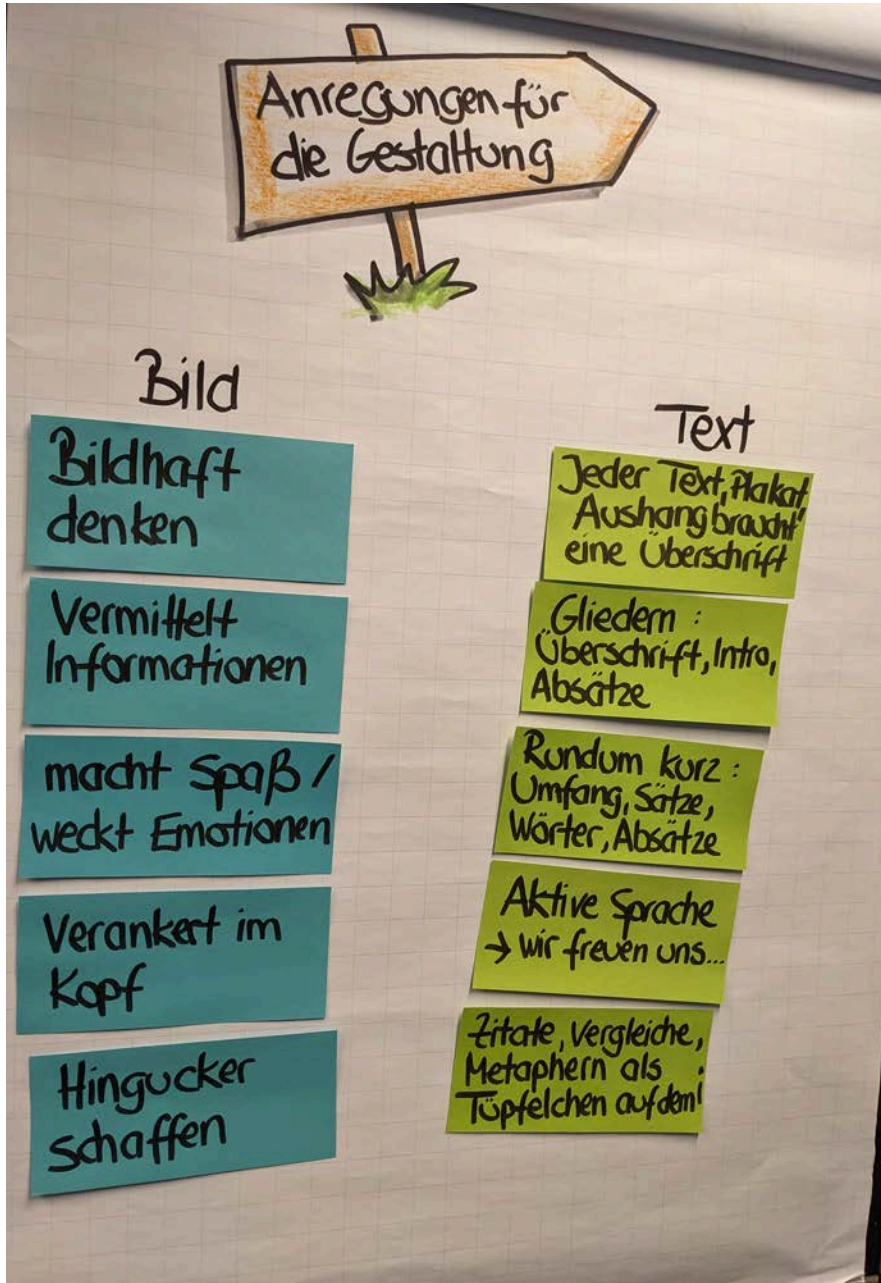 Anregungen für
die Gestaltung
Bild
Bildhaft
denken
Vermittelt
Informationen
macht Spaß /
weckt Emotionen
Verankert im
Kopf
Hingucker
schaffen
Text
Jeder Text, Plakat,
Aushang braucht
eine Überschrift
Gliedern :
Überschrift, Intro,
Absätze
Rundum kurz :
Umfang, Sätze,
Wörter, Absätze
Aktive Sprache
→ wir freuen uns...
Zitate, Vergleiche,
Metaphern als
Tüpfelchen auf dem i